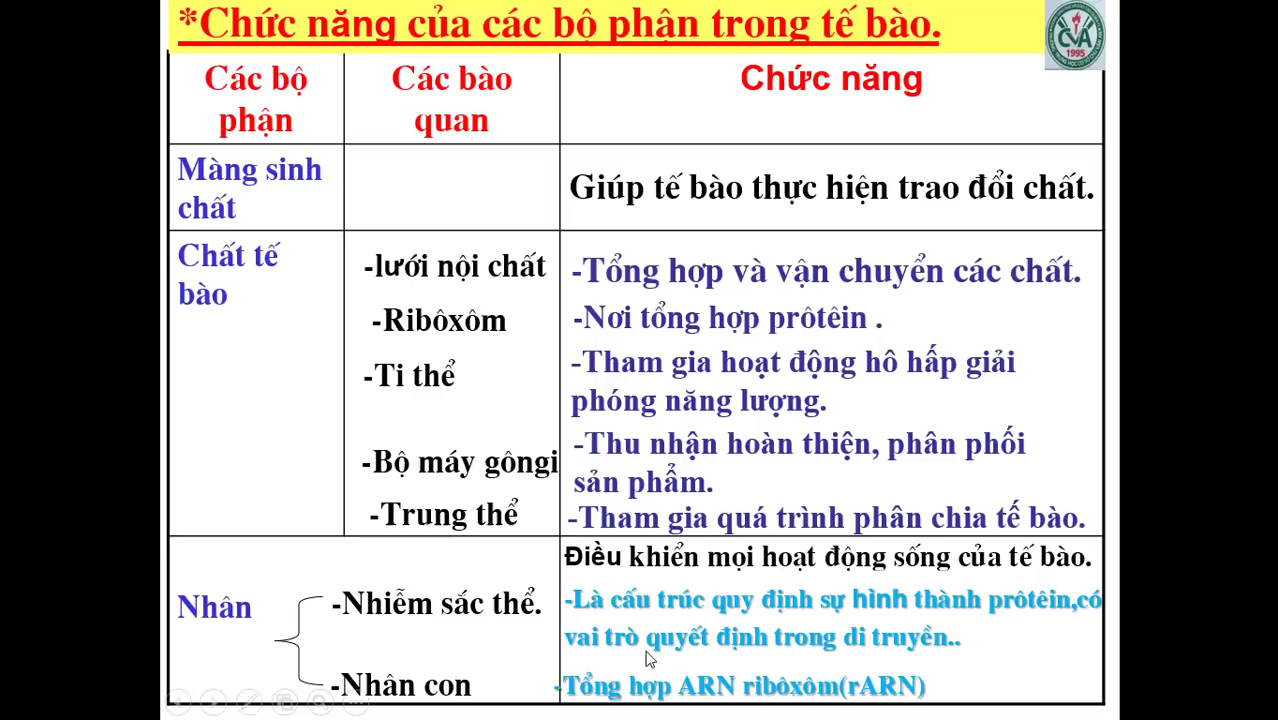 *Chức năng của các bộ phận trong tế bào.
CVA
1995
Các bộ phận
Các bào quan
Chức năng
Màng sinh chất
Giúp tế bào thực hiện trao đổi chất.
Chất tế bào
-lưới nội chất
-Tổng hợp và vận chuyển các chất.
-Ribôxôm
-Nơi tổng hợp prôtêin .
-Ti thể
-Tham gia hoạt động hô hấp giải
phóng năng lượng.
-Bộ máy gôngi
-Thu nhận hoàn thiện, phân phối
sản phẩm.
-Trung thể
-Tham gia quá trình phân chia tế bào.
Nhân
Điều khiển mọi hoạt động sống của tế bào.
-Nhiễm sắc thể.
-Là cấu trúc quy định sự hình thành prôtêin,có
vai trò quyết định trong di truyền..
-Nhân con
-Tổng hợp ARN ribôxôm(rARN)